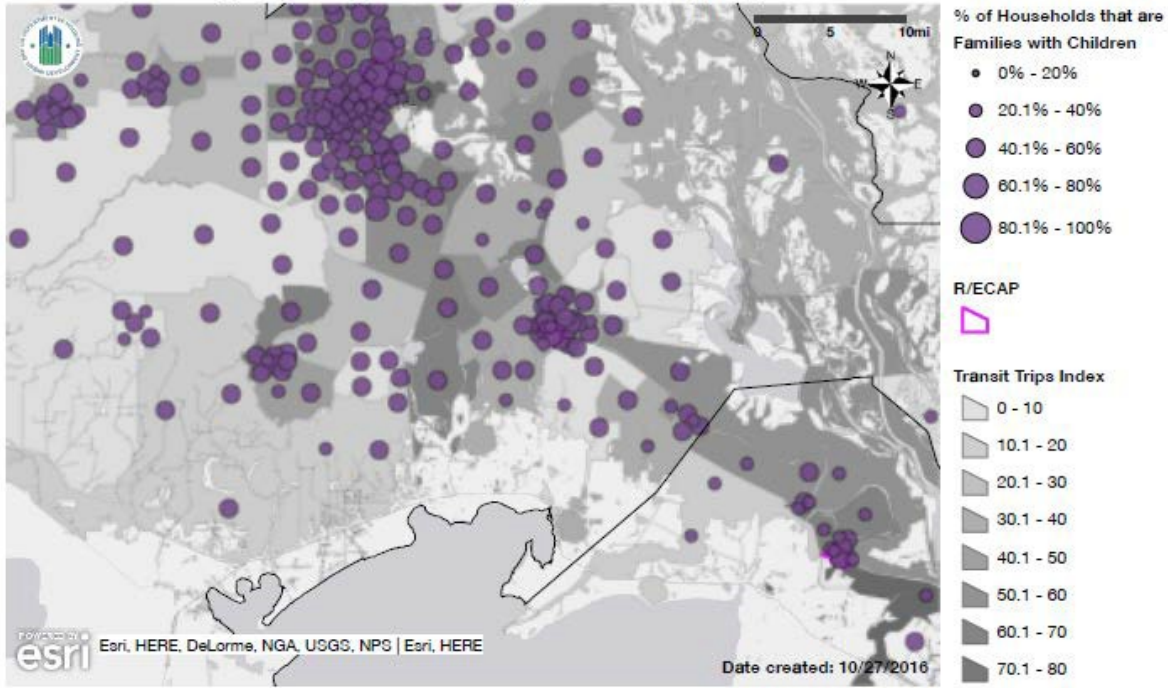 0 5 10mi
N
W E
S
% of Households that are
Families with Children
0% - 20%
20.1% - 40%
40.1% - 60%
60.1% - 80%
80.1% - 100%
R/ECAP
Transit Trips Index
0 - 10
10.1 - 20
20.1 - 30
30.1 - 40
40.1 - 50
50.1 - 60
60.1 - 70
70.1 - 80
POWERED BY
esri
Esri, HERE, DeLorme, NGA, USGS, NPS | Esri, HERE
Date created: 10/27/2016